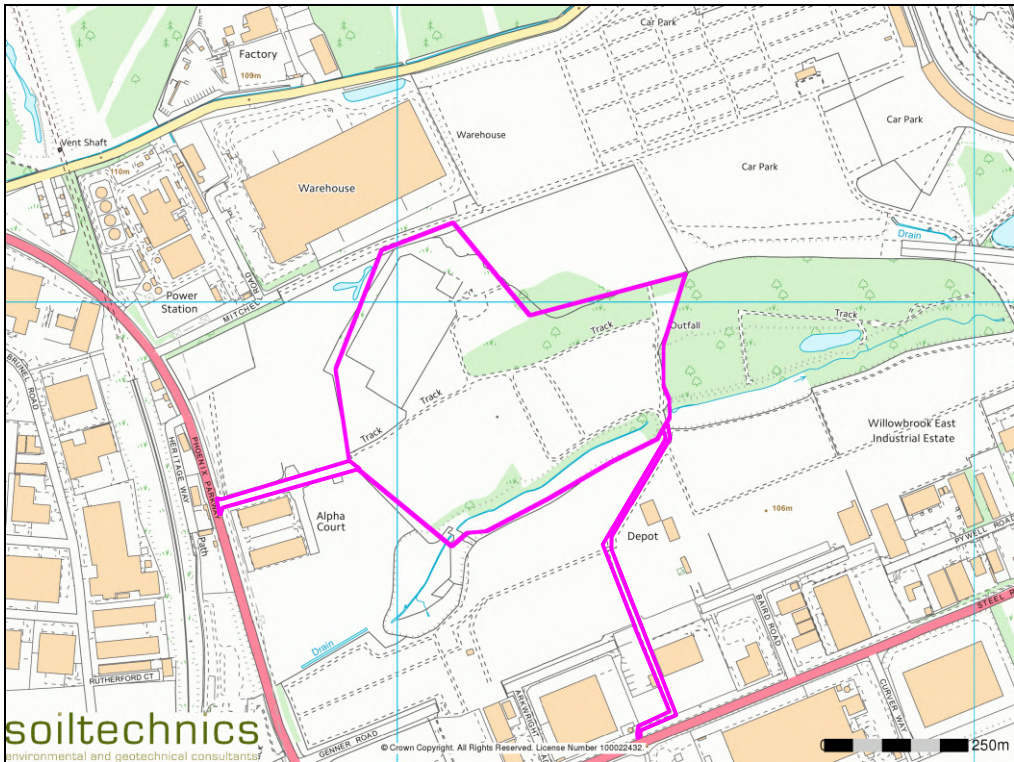 Car Park
Factory
109m
Car Park
Vent Shaft
Warehouse
110m
Car Park
Warehouse
Drain
Power
Station
MITCHELL ROAD
Outfall
Track
Track
BRUNEL ROAD
Track
Track
Willowbrook East
Industrial Estate
HERITAGE WAY
PHOENIX PARKWAY
106m
Alpha
Court
Path
Depot
PYWELL ROAD
BAIRD ROAD
Drain
RUTHERFORD CT
CURVER WAY
soiltechnics
environmental and geotechnical consultants
GENNER ROAD
© Crown Copyright. All Rights Reserved. License Number 100022432.
0
250m